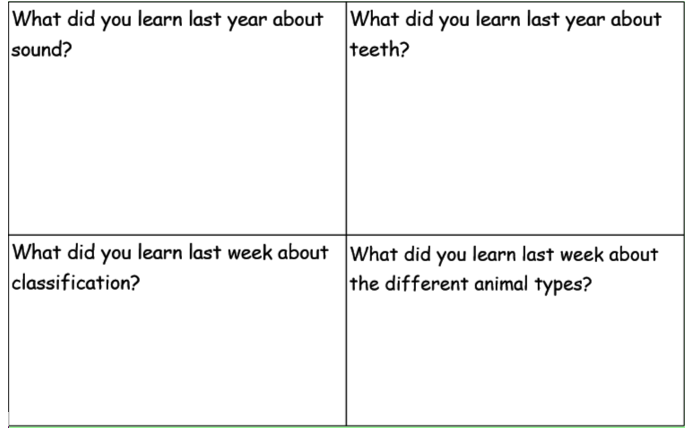 What did you learn last year about
sound?
What did you learn last year about
teeth?
What did you learn last week about
classification?
What did you learn last week about
the different animal types?